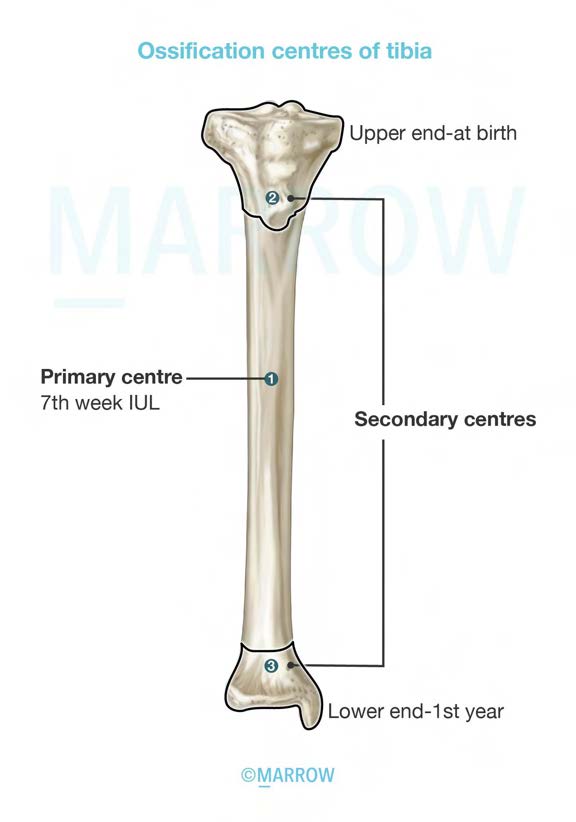 Ossification centres of tibia
Upper end-at birth
2
MARROW
Primary centre
1
7th week IUL
Secondary centres
3
Lower end-1st year
©MARROW